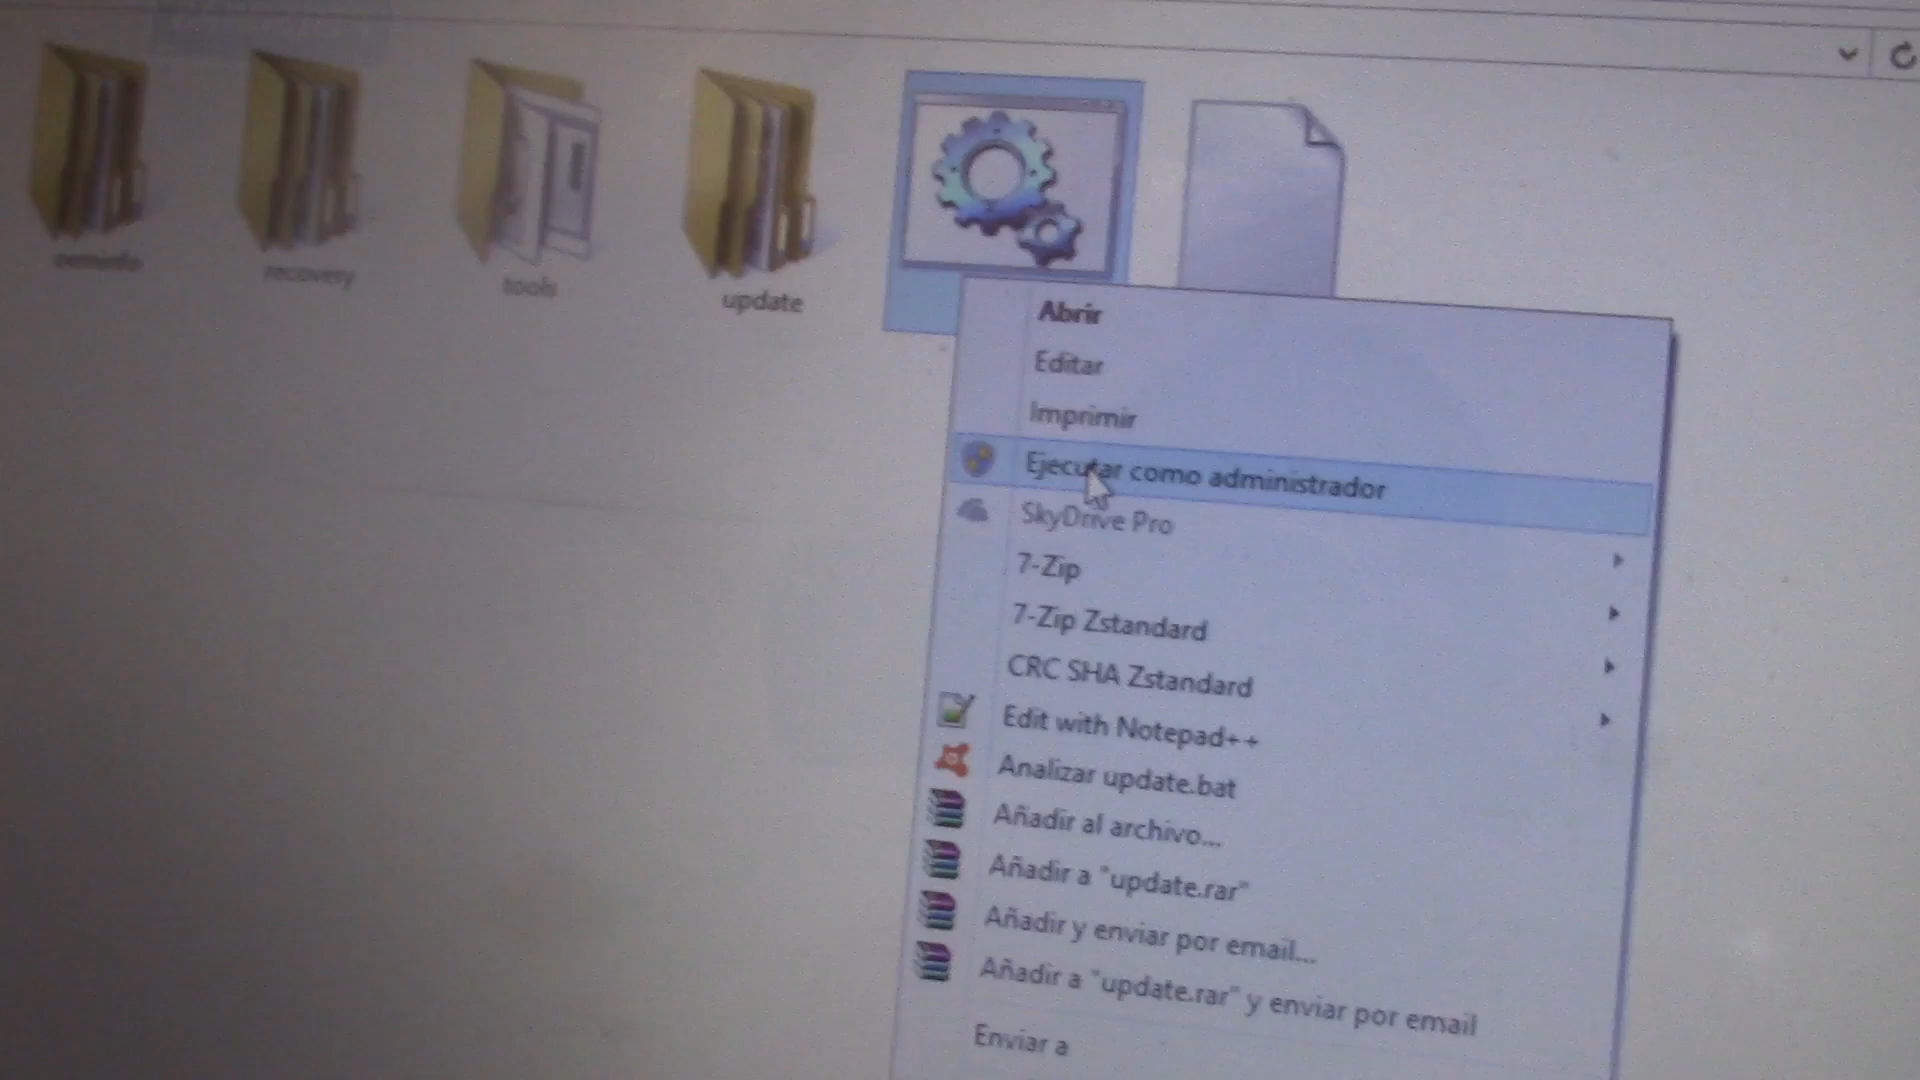 oeminfo
recovery
tools
update
Abrir
Editar
Imprimir
Ejecutar como administrador
SkyDrive Pro
7-Zip
7-Zip Zstandard
CRC SHA Zstandard
Edit with Notepad++
Analizar update.bat
Añadir al archivo...
Añadir a "update.rar"
Añadir y enviar por email...
Añadir a "update.rar" y enviar por email
Enviar a